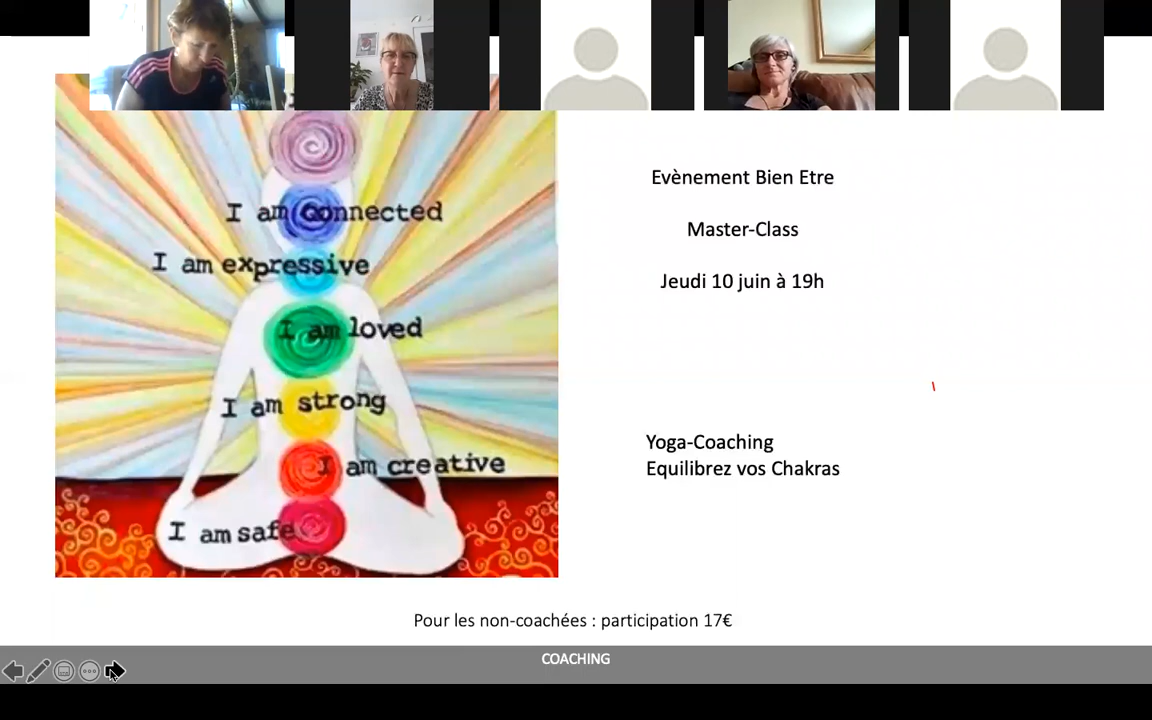 I am connected
I am expressive
I am loved
I am strong
I am creative
I am safe
Evènement Bien Etre
Master-Class
Jeudi 10 juin à 19h
Yoga-Coaching
Equilibrez vos Chakras
Pour les non-coachées : participation 17€
COACHING